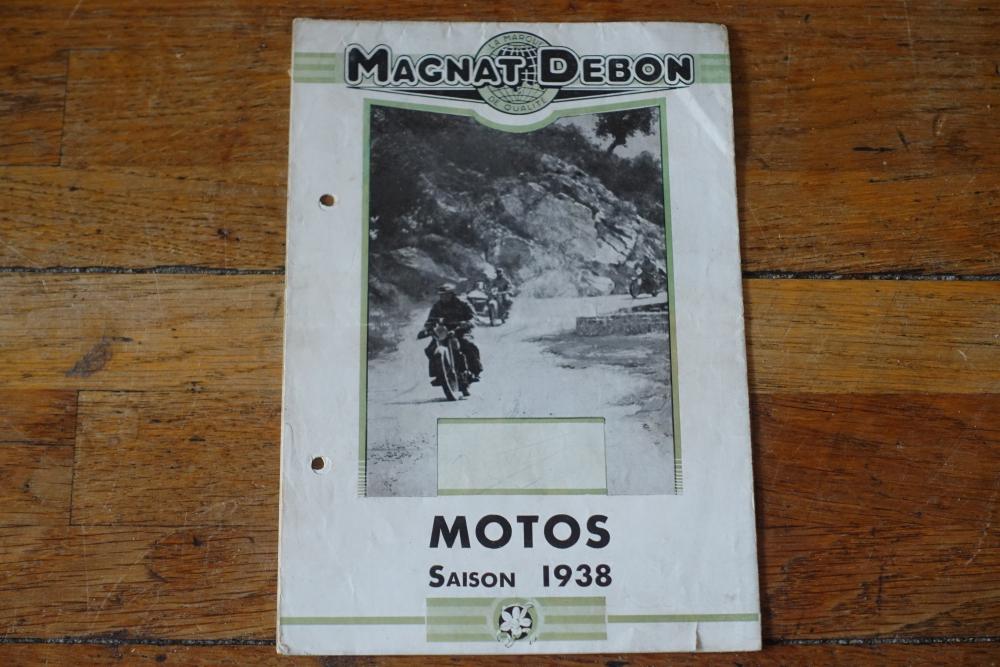 LA MARQUE
MAGNAT DEBON
DE QUALITÉ
MOTOS
SAISON 1938